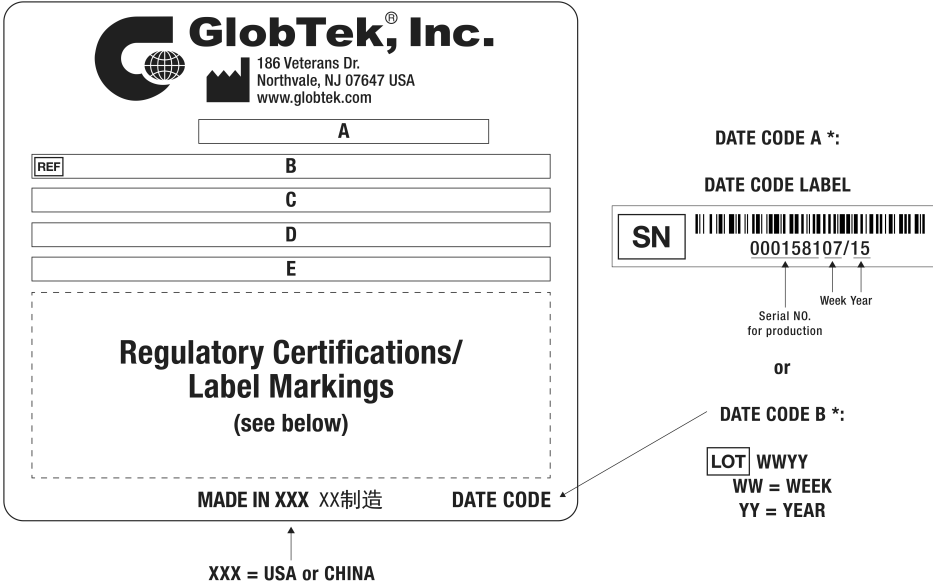 GlobTek,® Inc.
186 Veterans Dr.
Northvale, NJ 07647 USA
www.globtek.com
A
REF B
C
D
E
Regulatory Certifications/
Label Markings
(see below)
MADE IN XXX XX制造 DATE CODE
XXX = USA or CHINA
DATE CODE A *:
DATE CODE LABEL
SN
000158107/15
Week Year
Serial NO.
for production
or
DATE CODE B *:
LOT WWYY
WW = WEEK
YY = YEAR